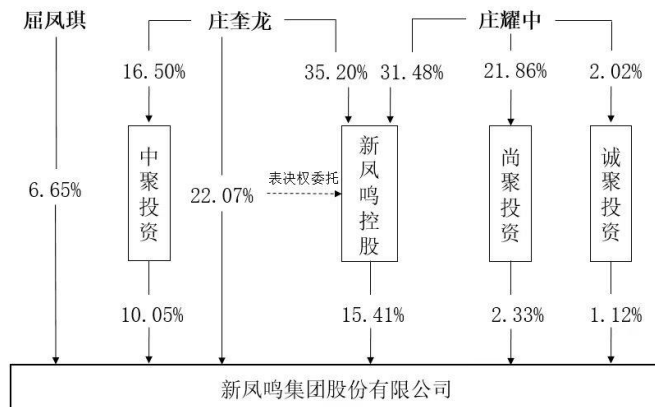 屈凤琪 庄奎龙 庄耀中
16.50% 35.20% 31.48% 21.86% 2.02%
中聚投资
新凤鸣控股
尚聚投资
诚聚投资
表决权委托
6.65% 22.07%
10.05% 15.41% 2.33% 1.12%
新凤鸣集团股份有限公司